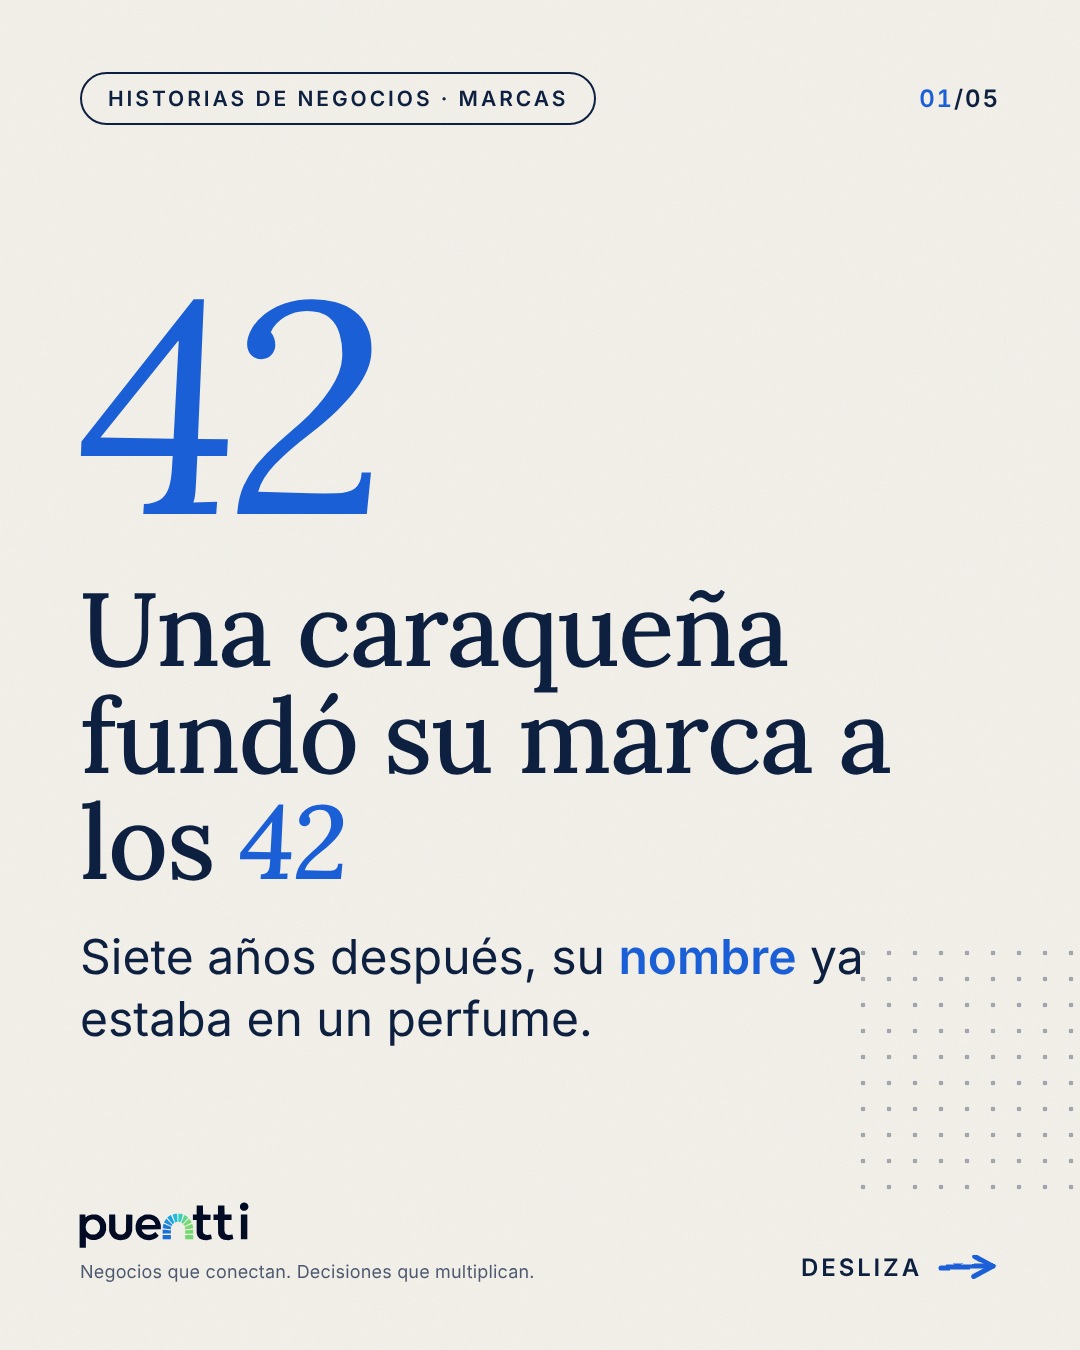 HISTORIAS DE NEGOCIOS · MARCAS
01/05
42
Una caraqueña
fundó su marca a
los 42
Siete años después, su nombre ya
estaba en un perfume.
puentti
Negocios que conectan. Decisiones que multiplican.
DESLIZA